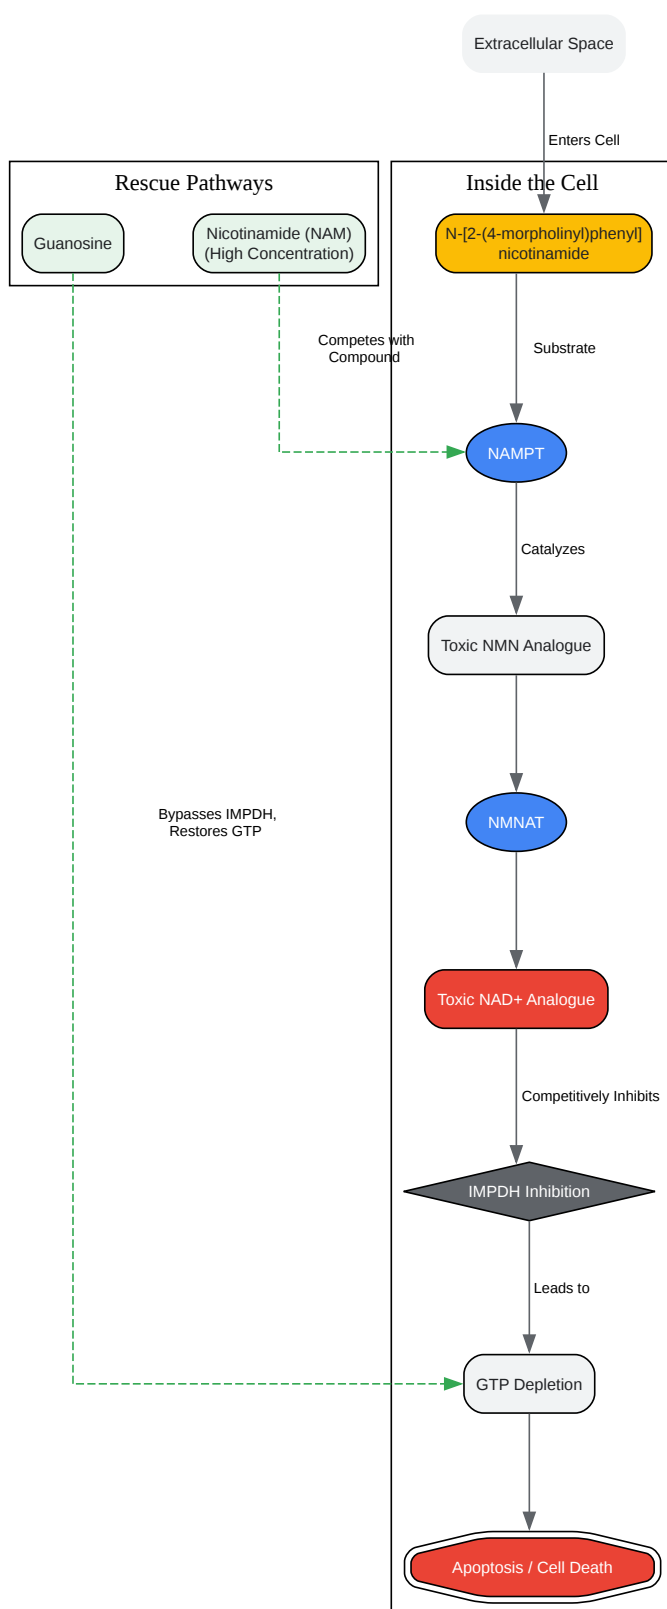 Extracellular Space
Enters Cell
Rescue Pathways
Inside the Cell
Guanosine
Nicotinamide (NAM)
(High Concentration)
N-[2-(4-morpholinyl)phenyl]
nicotinamide
Competes with
Compound
Substrate
NAMPT
Catalyzes
Toxic NMN Analogue
Bypasses IMPDH,
Restores GTP
NMNAT
Toxic NAD+ Analogue
Competitively Inhibits
IMPDH Inhibition
Leads to
GTP Depletion
Apoptosis / Cell Death